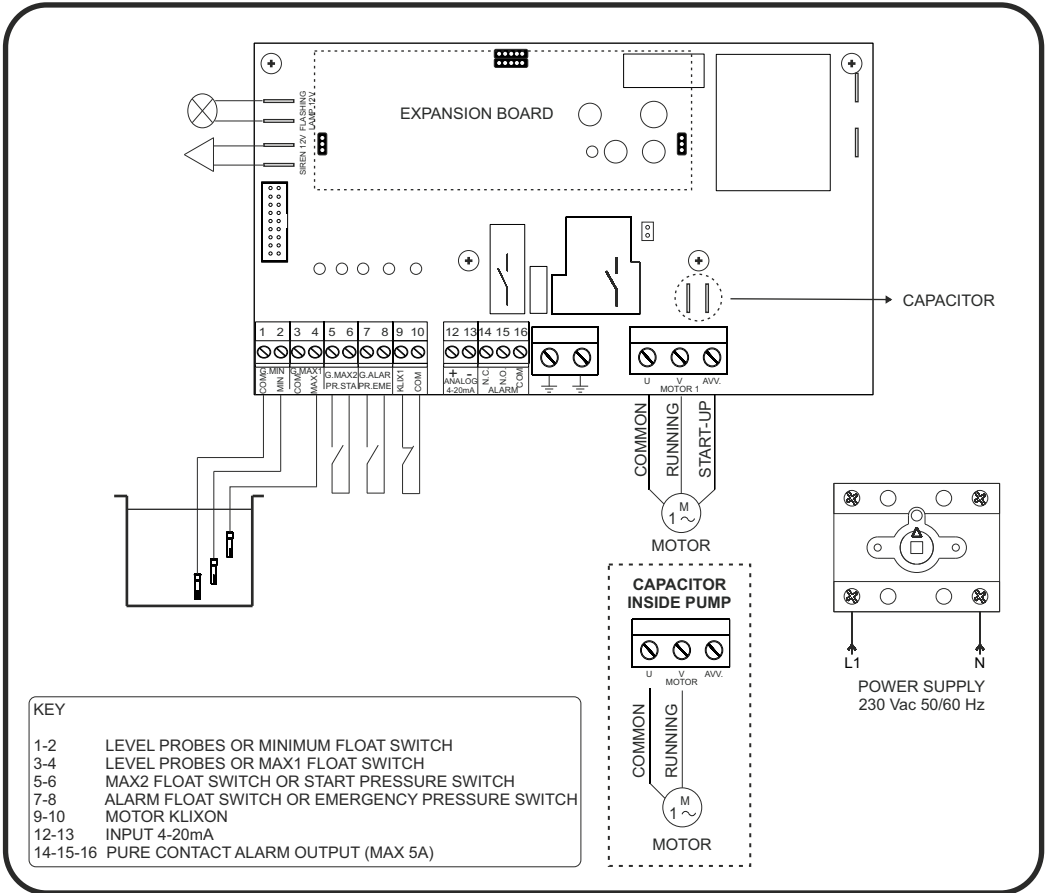 EXPANSION BOARD
FLASHING
LAMP 12V
SIREN 12V
CAPACITOR
1 2 3 4 5 6 7 8 9 10
12 13 14 15 16
G.MIN
COM
MIN
G.MAX1
COM
MAX1
G.MAX2
PR.STA
G.ALAR
PR.EME
KLIX1
COM
+ -
ANALOG
4-20mA
N.C.
N.O.
COM
ALARM
U V AVV.
MOTOR 1
COMMON
RUNNING
START-UP
M
1~
MOTOR
CAPACITOR
INSIDE PUMP
U V AVV.
MOTOR
COMMON
RUNNING
M
1~
MOTOR
L1 N
POWER SUPPLY
230 Vac 50/60 Hz
KEY
1-2 LEVEL PROBES OR MINIMUM FLOAT SWITCH
3-4 LEVEL PROBES OR MAX1 FLOAT SWITCH
5-6 MAX2 FLOAT SWITCH OR START PRESSURE SWITCH
7-8 ALARM FLOAT SWITCH OR EMERGENCY PRESSURE SWITCH
9-10 MOTOR KLIXON
12-13 INPUT 4-20mA
14-15-16 PURE CONTACT ALARM OUTPUT (MAX 5A)